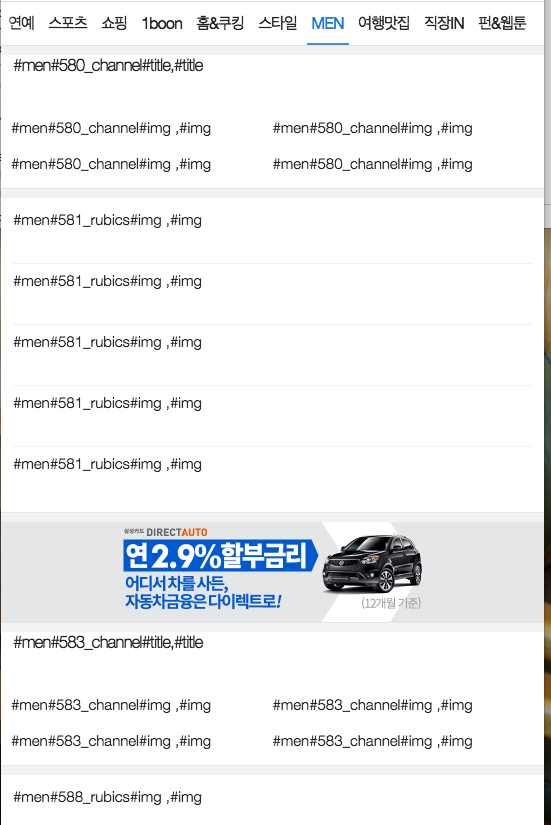 연예 스포츠 쇼핑 1boon 홈&쿠킹 스타일 MEN 여행맛집 직장IN 펀&웹툰
#men#580_channel#title,#title
#men#580_channel#img ,#img #men#580_channel#img ,#img
#men#580_channel#img ,#img #men#580_channel#img ,#img
#men#581_rubics#img ,#img
#men#581_rubics#img ,#img
#men#581_rubics#img ,#img
#men#581_rubics#img ,#img
#men#581_rubics#img ,#img
삼성카드 DIRECTAUTO
연 2.9%할부금리
어디서 차를 사든,
자동차금융은 다이렉트로!
(12개월 기준)
#men#583_channel#title,#title
#men#583_channel#img ,#img #men#583_channel#img ,#img
#men#583_channel#img ,#img #men#583_channel#img ,#img
#men#588_rubics#img ,#img